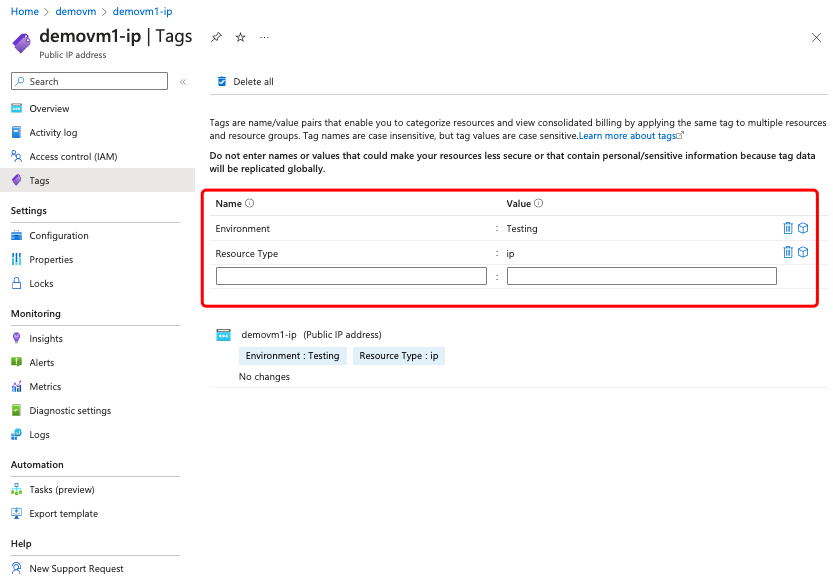 Home > demovm > demovm1-ip
demovm1-ip | Tags
Public IP address
Search
Overview
Activity log
Access control (IAM)
Tags
Settings
Configuration
Properties
Locks
Monitoring
Insights
Alerts
Metrics
Diagnostic settings
Logs
Automation
Tasks (preview)
Export template
Help
New Support Request
Delete all
Tags are name/value pairs that enable you to categorize resources and view consolidated billing by applying the same tag to multiple resources
and resource groups. Tag names are case insensitive, but tag values are case sensitive.Learn more about tags
Do not enter names or values that could make your resources less secure or that contain personal/sensitive information because tag data
will be replicated globally.
Name Value
Environment : Testing
Resource Type : ip
:
demovm1-ip (Public IP address)
Environment : Testing Resource Type : ip
No changes